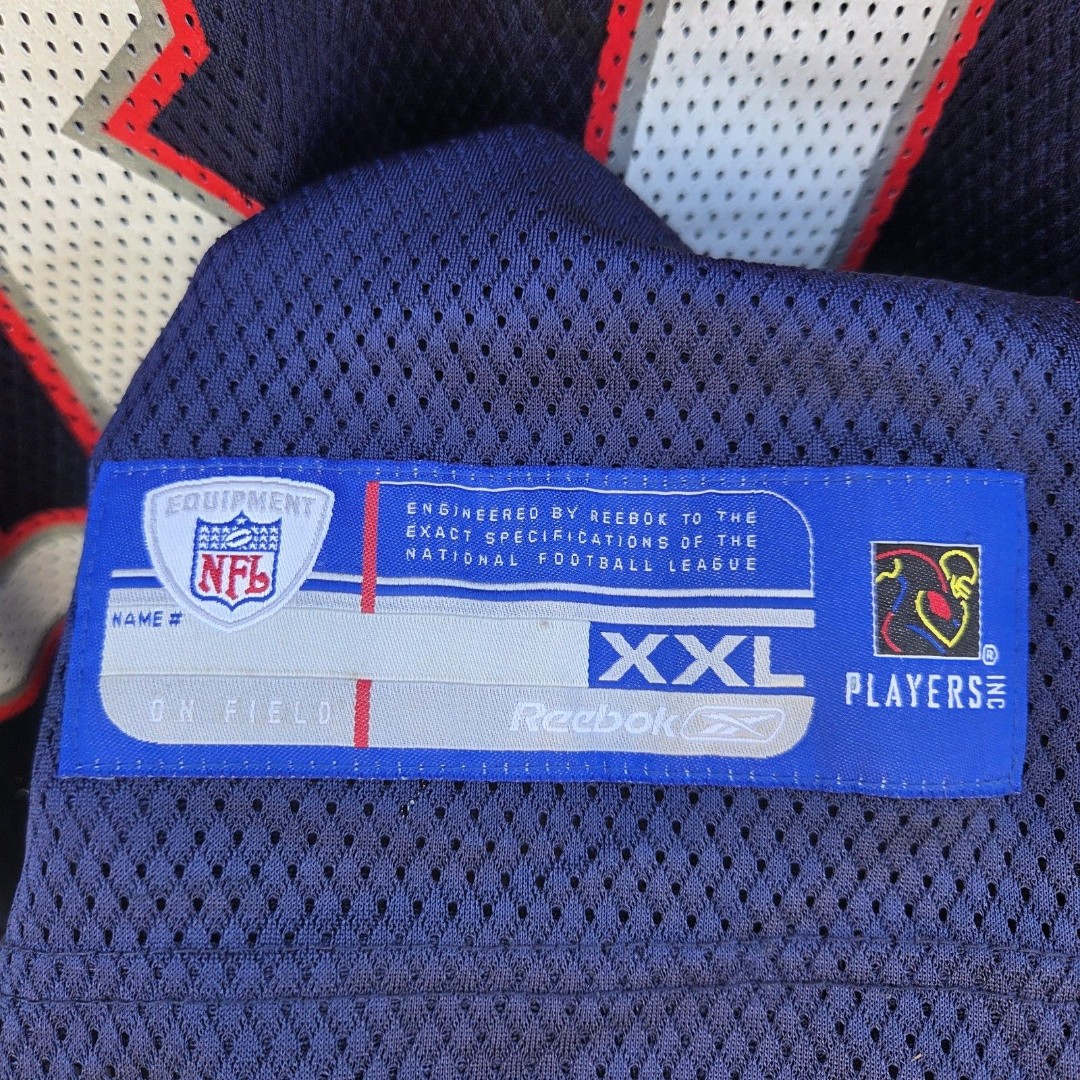 EQUIPMENT
NFL
ENGINEERED BY REEBOK TO THE
EXACT SPECIFICATIONS OF THE
NATIONAL FOOTBALL LEAGUE
NAME #
XXL
ON FIELD
Reebok
®
PLAYERS INC